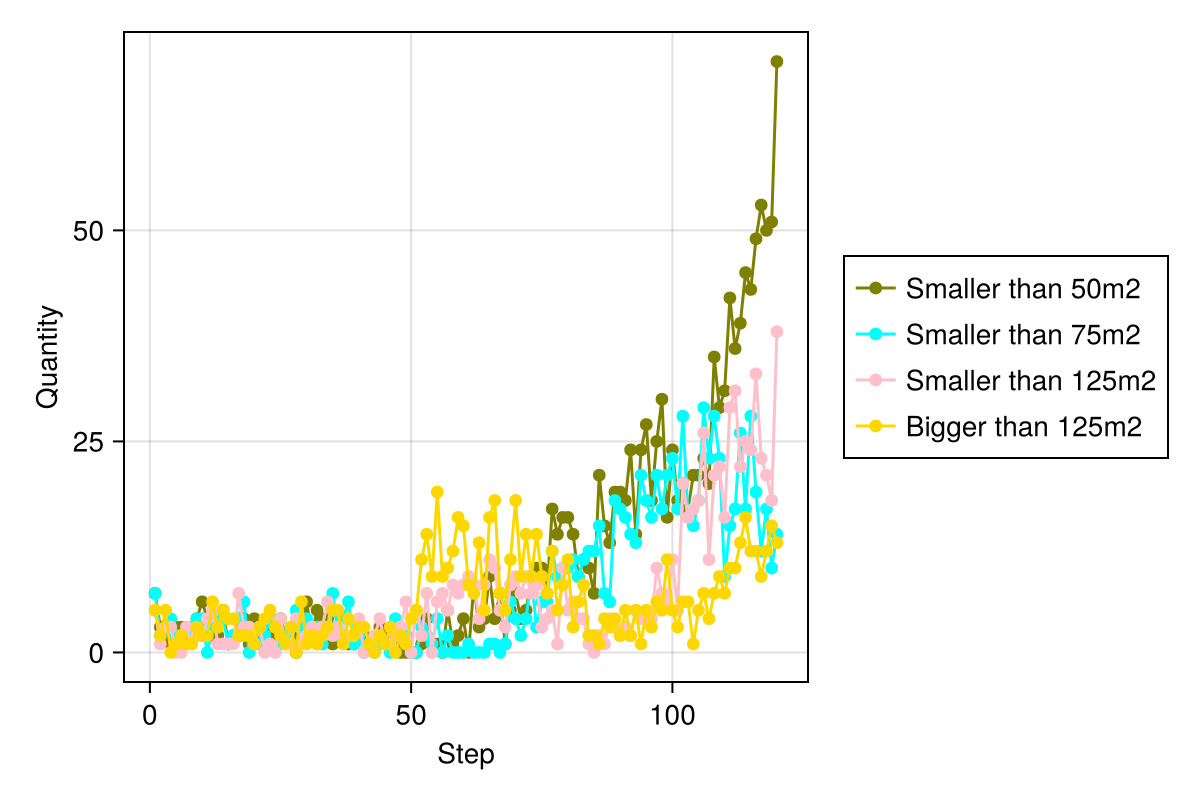 Quantity
50
25
0
0
50
100
Step
Smaller than 50m2
Smaller than 75m2
Smaller than 125m2
Bigger than 125m2